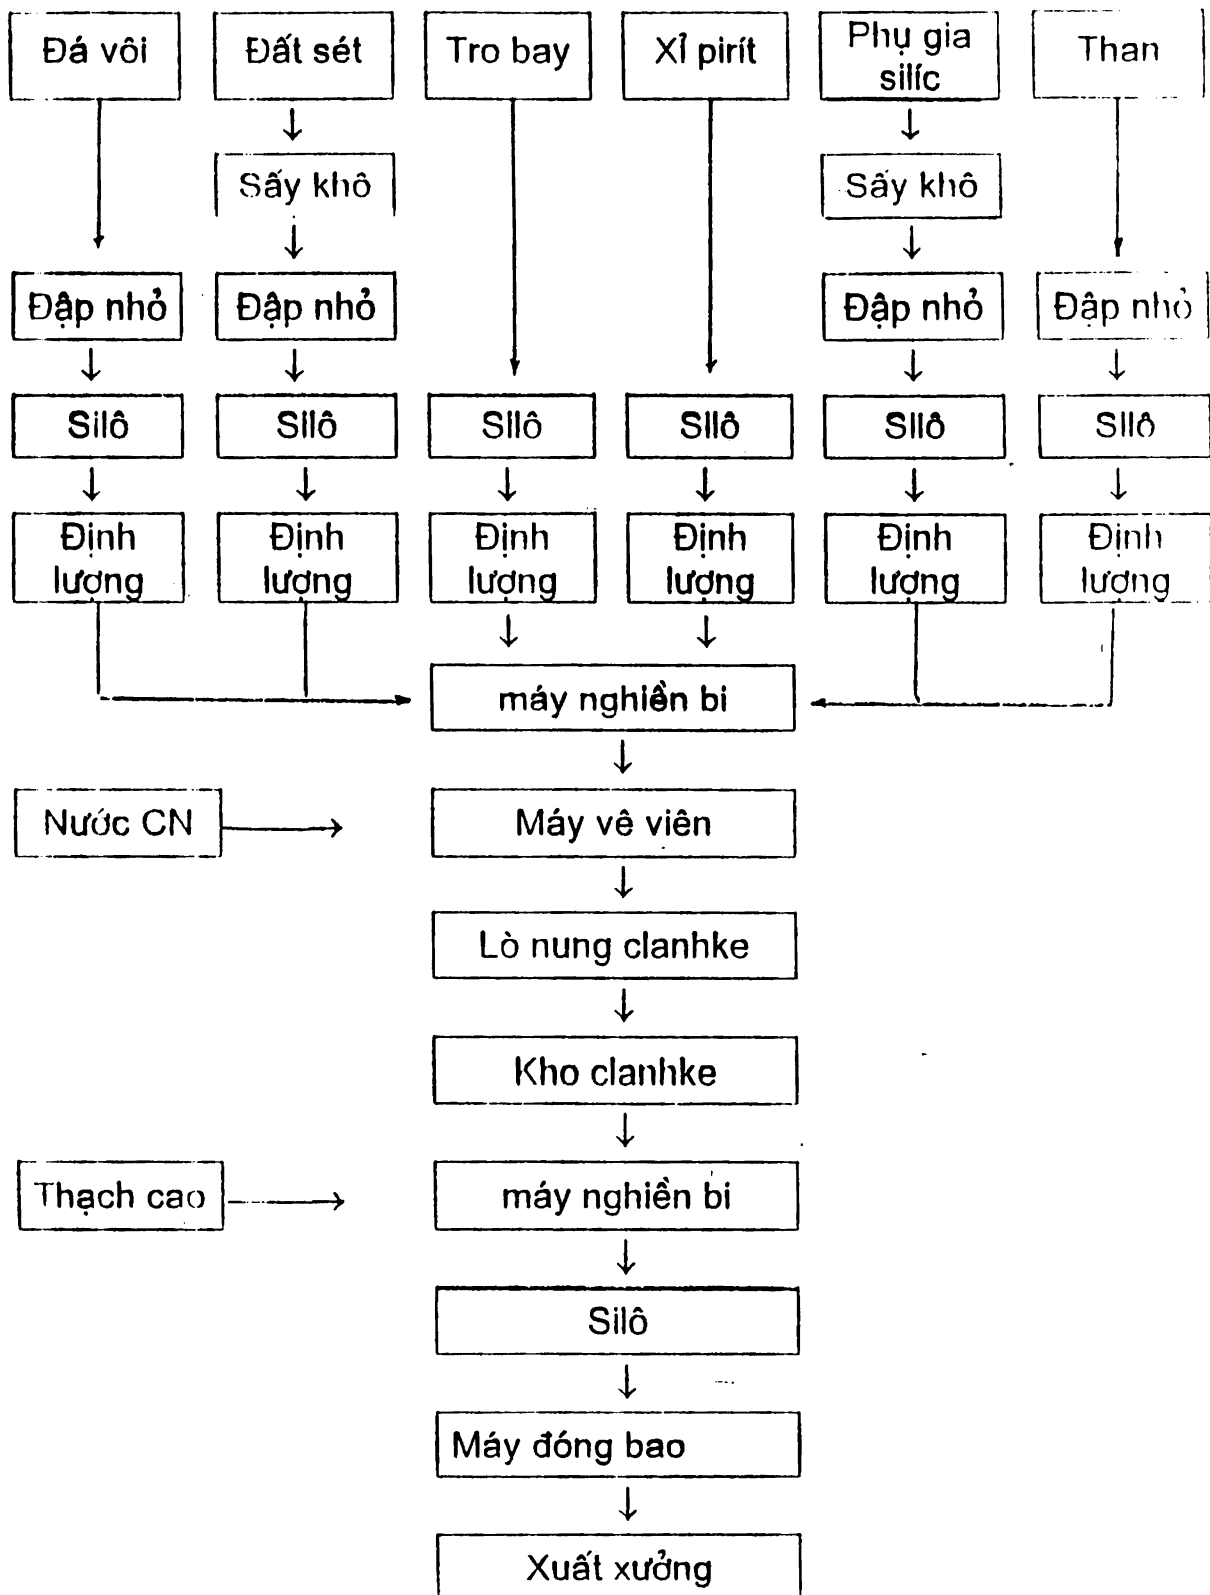 Đá vôi
Đất sét
Tro bay
Xỉ pirít
Phụ gia
silíc
Than
Sấy khô
Sấy khô
Đập nhỏ
Đập nhỏ
Đập nhỏ
Đập nhỏ
Silô
Silô
Silô
Silô
Silô
Silô
Định
lượng
Định
lượng
Định
lượng
Định
lượng
Định
lượng
Định
lượng
máy nghiền bi
Nước CN
Máy vê viên
Lò nung clanhke
Kho clanhke
Thạch cao
máy nghiền bi
Silô
Máy đóng bao
Xuất xưởng